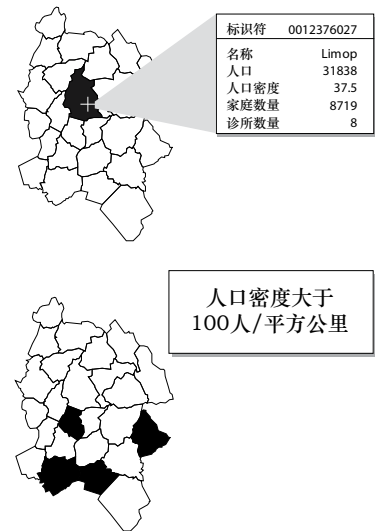 标识符 0012376027
名称 Limop
人口 31838
人口密度 37.5
家庭数量 8719
诊所数量 8
人口密度大于
100人/平方公里